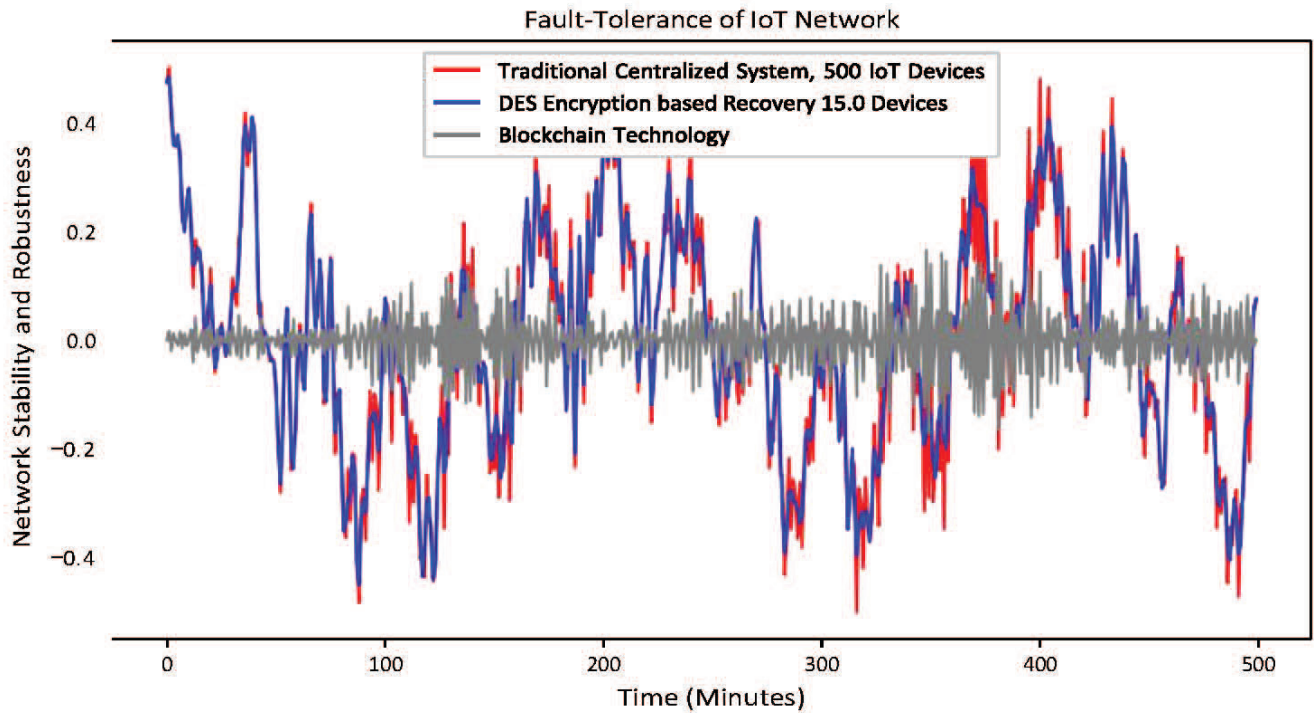 Fault-Tolerance of IoT Network
Traditional Centralized System, 500 IoT Devices
DES Encryption based Recovery 15.0 Devices
Blockchain Technology
Network Stability and Robustness
0.4
0.2
0.0
−0.2
−0.4
0
100
200
300
400
500
Time (Minutes)